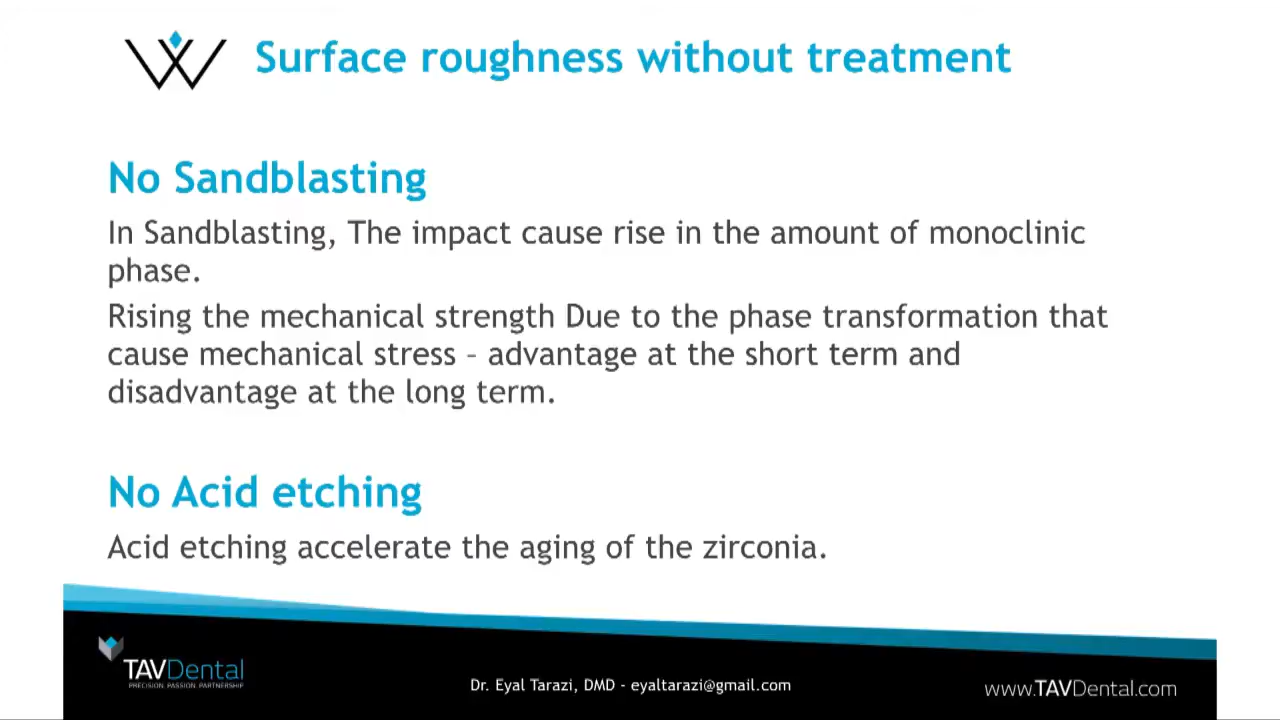 Surface roughness without treatment
No Sandblasting
In Sandblasting, The impact cause rise in the amount of monoclinic
phase.
Rising the mechanical strength Due to the phase transformation that
cause mechanical stress – advantage at the short term and
disadvantage at the long term.
No Acid etching
Acid etching accelerate the aging of the zirconia.
TAVDental
PRECISION. PASSION. PARTNERSHIP
Dr. Eyal Tarazi, DMD - eyaltarazi@gmail.com
www.TAVDental.com